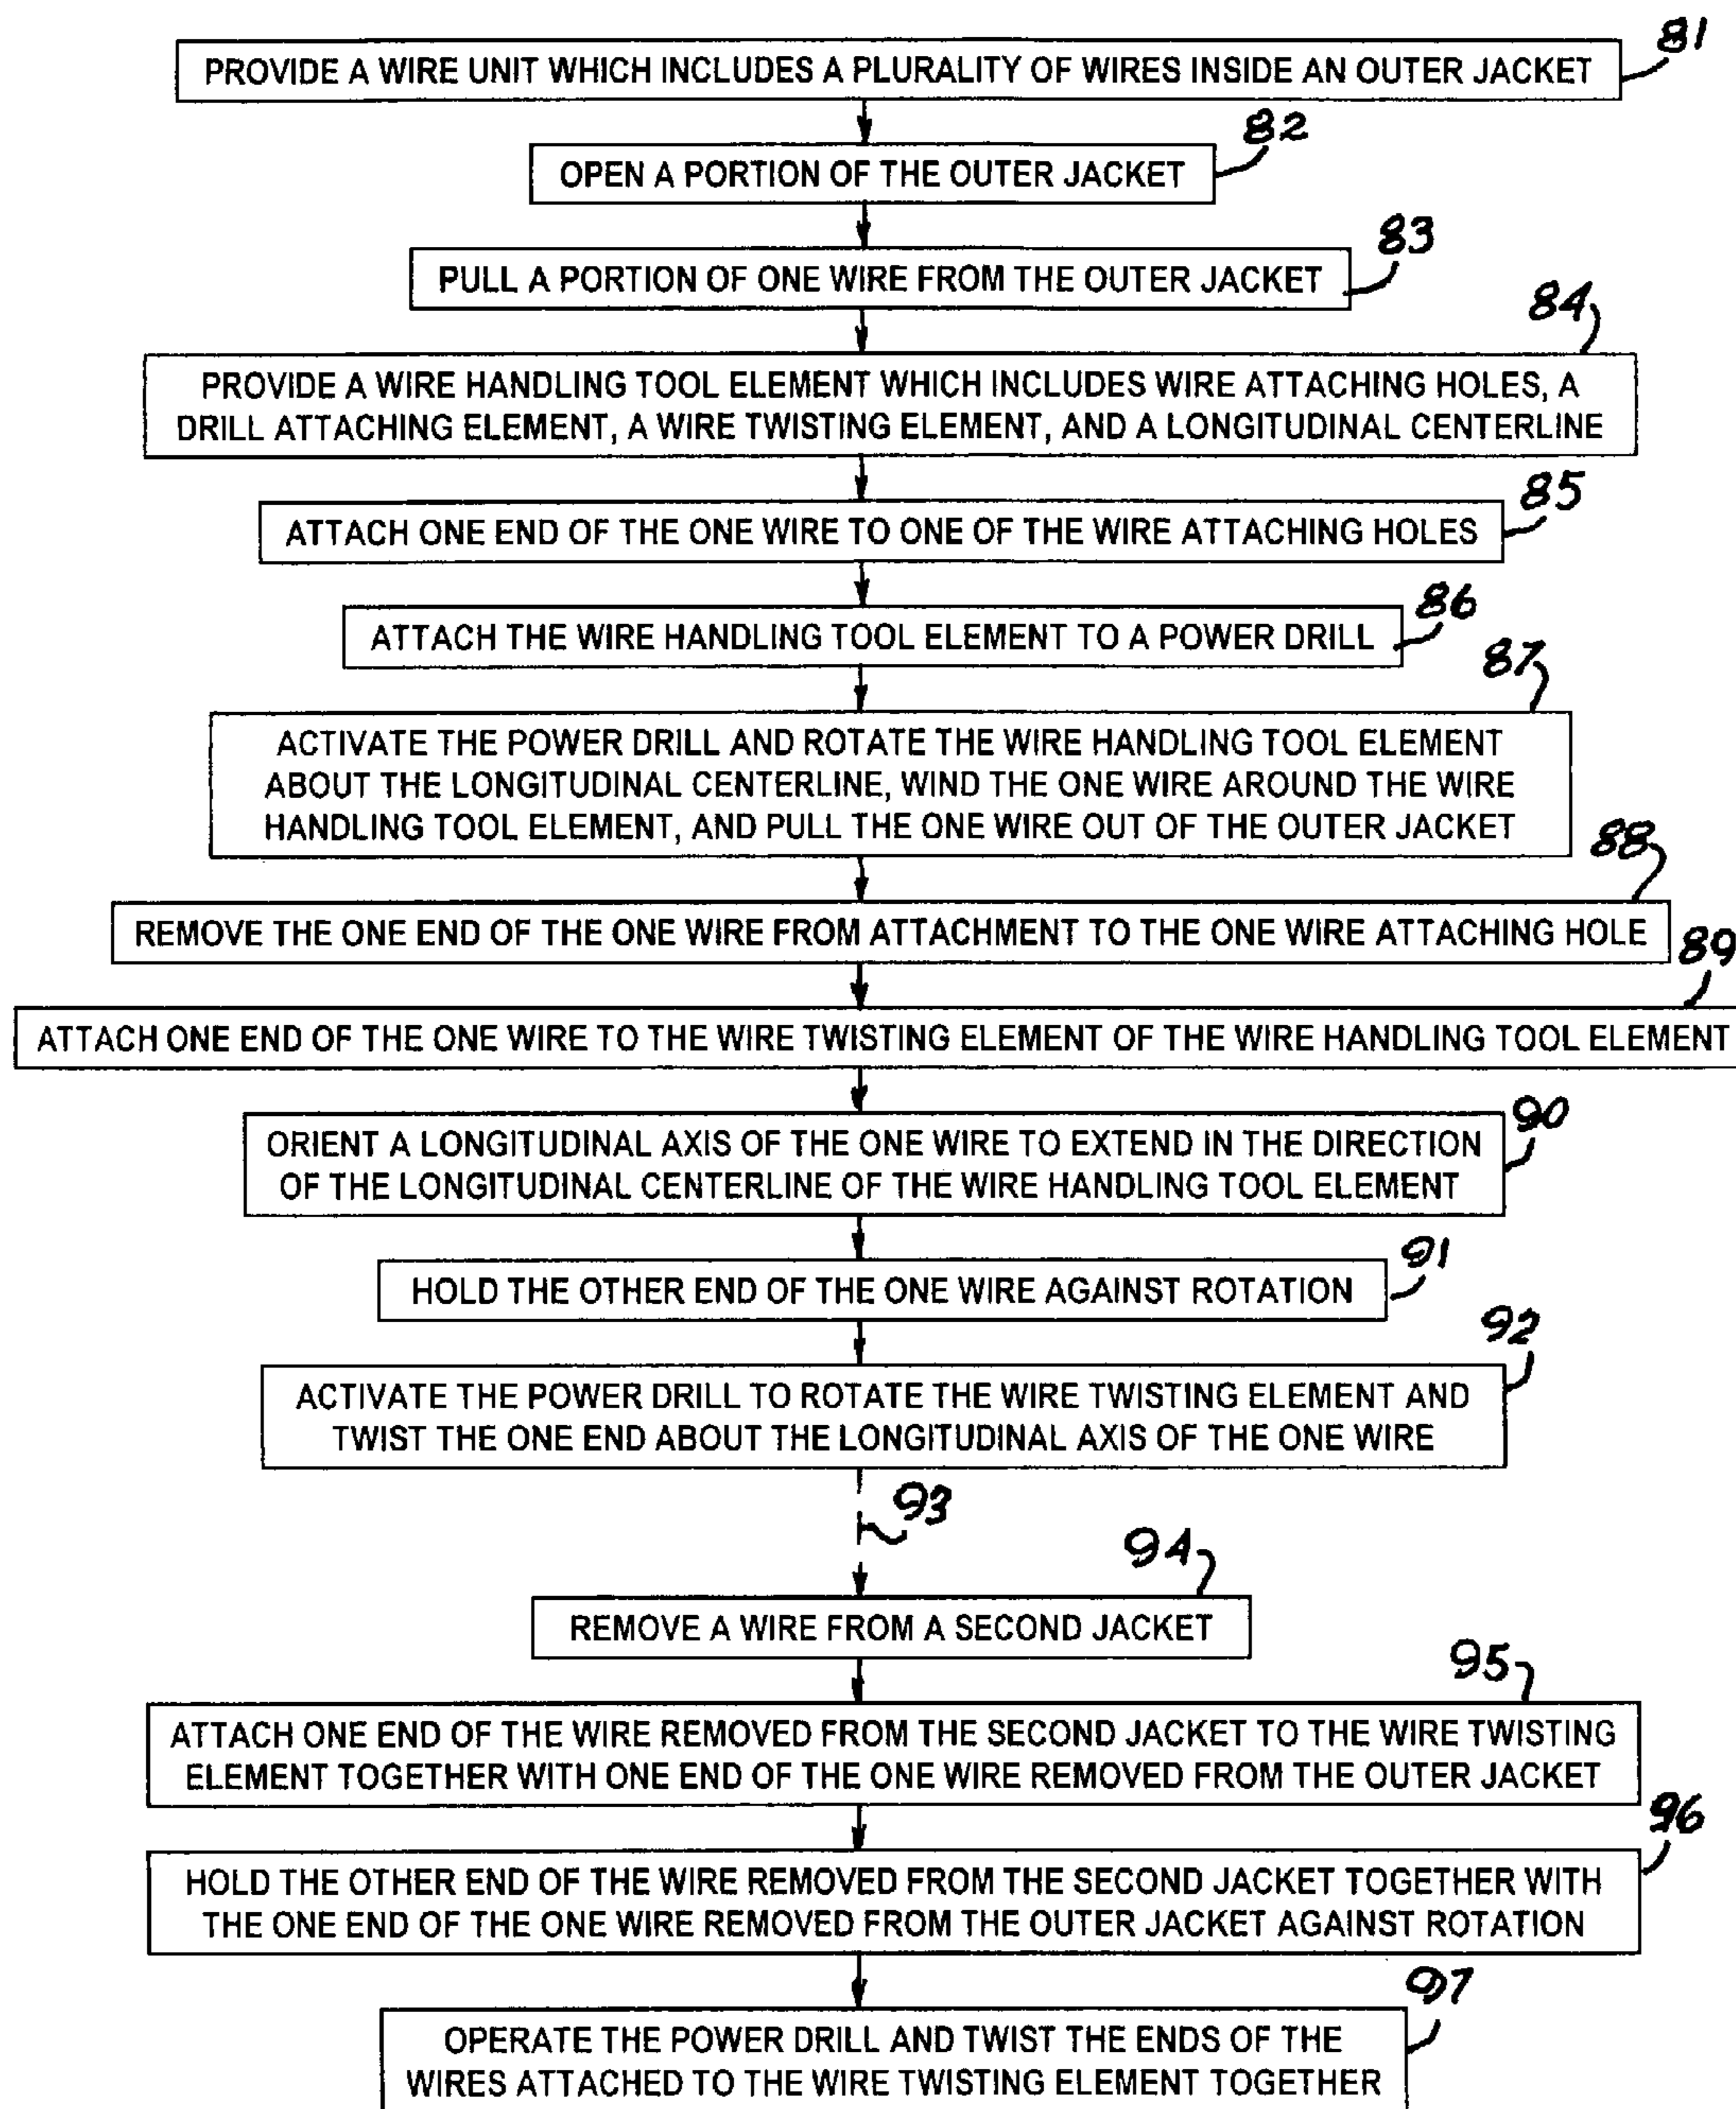 81
PROVIDE A WIRE UNIT WHICH INCLUDES A PLURALITY OF WIRES INSIDE AN OUTER JACKET
82
OPEN A PORTION OF THE OUTER JACKET
83
PULL A PORTION OF ONE WIRE FROM THE OUTER JACKET
84
PROVIDE A WIRE HANDLING TOOL ELEMENT WHICH INCLUDES WIRE ATTACHING HOLES, A
DRILL ATTACHING ELEMENT, A WIRE TWISTING ELEMENT, AND A LONGITUDINAL CENTERLINE
85
ATTACH ONE END OF THE ONE WIRE TO ONE OF THE WIRE ATTACHING HOLES
86
ATTACH THE WIRE HANDLING TOOL ELEMENT TO A POWER DRILL
87
ACTIVATE THE POWER DRILL AND ROTATE THE WIRE HANDLING TOOL ELEMENT
ABOUT THE LONGITUDINAL CENTERLINE, WIND THE ONE WIRE AROUND THE WIRE
HANDLING TOOL ELEMENT, AND PULL THE ONE WIRE OUT OF THE OUTER JACKET
88
REMOVE THE ONE END OF THE ONE WIRE FROM ATTACHMENT TO THE ONE WIRE ATTACHING HOLE
89
ATTACH ONE END OF THE ONE WIRE TO THE WIRE TWISTING ELEMENT OF THE WIRE HANDLING TOOL ELEMENT
90
ORIENT A LONGITUDINAL AXIS OF THE ONE WIRE TO EXTEND IN THE DIRECTION
OF THE LONGITUDINAL CENTERLINE OF THE WIRE HANDLING TOOL ELEMENT
91
HOLD THE OTHER END OF THE ONE WIRE AGAINST ROTATION
92
ACTIVATE THE POWER DRILL TO ROTATE THE WIRE TWISTING ELEMENT AND
TWIST THE ONE END ABOUT THE LONGITUDINAL AXIS OF THE ONE WIRE
93
94
REMOVE A WIRE FROM A SECOND JACKET
95
ATTACH ONE END OF THE WIRE REMOVED FROM THE SECOND JACKET TO THE WIRE TWISTING
ELEMENT TOGETHER WITH ONE END OF THE ONE WIRE REMOVED FROM THE OUTER JACKET
96
HOLD THE OTHER END OF THE WIRE REMOVED FROM THE SECOND JACKET TOGETHER WITH
THE ONE END OF THE ONE WIRE REMOVED FROM THE OUTER JACKET AGAINST ROTATION
97
OPERATE THE POWER DRILL AND TWIST THE ENDS OF THE
WIRES ATTACHED TO THE WIRE TWISTING ELEMENT TOGETHER